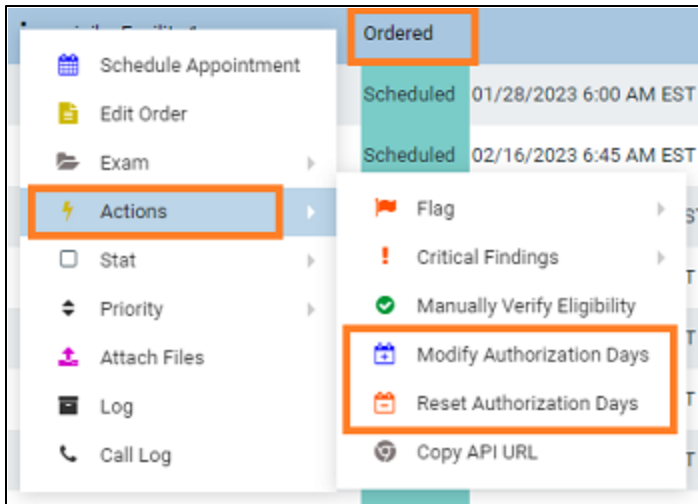 Ordered
Schedule Appointment
Scheduled 01/28/2023 6:00 AM EST
Edit Order
Exam
Scheduled 02/16/2023 6:45 AM EST
Actions
Flag
Stat
Critical Findings
Priority
Manually Verify Eligibility
Attach Files
Modify Authorization Days
Log
Reset Authorization Days
Call Log
Copy API URL